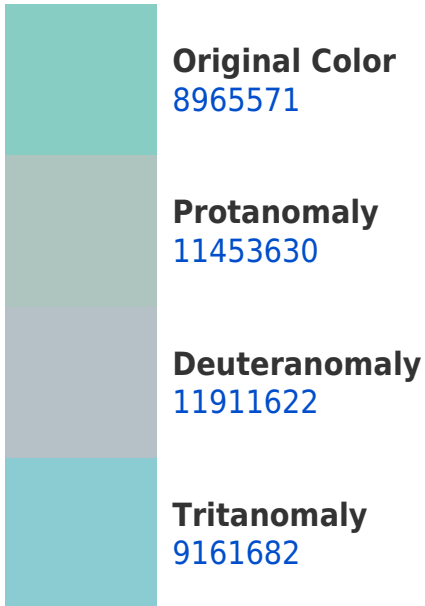 Original Color
8965571
Protanomaly
11453630
Deuteranomaly
11911622
Tritanomaly
9161682